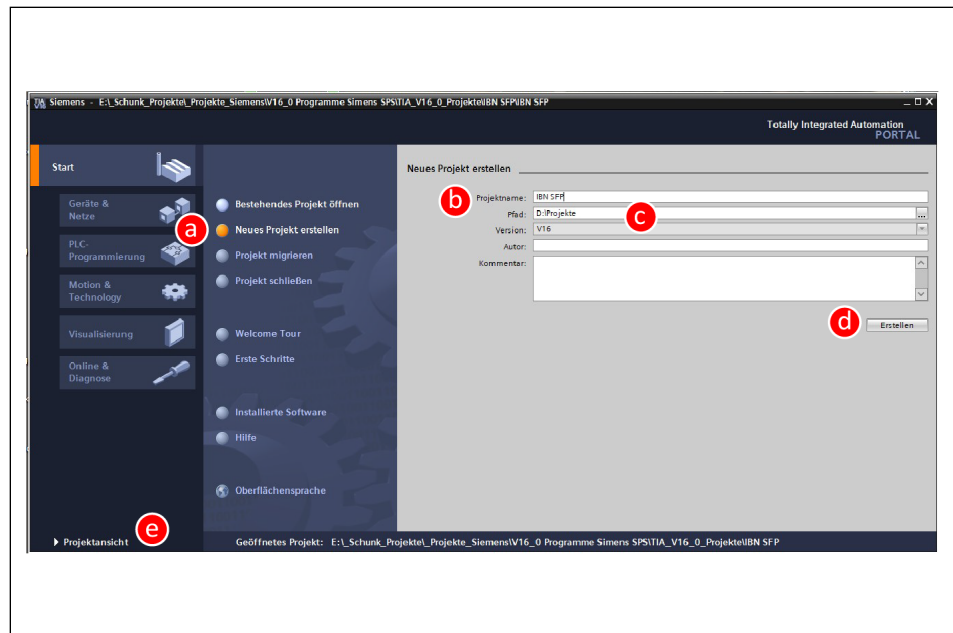 Siemens - E:\_Schunk_Projekte\_Projekte_Siemens\V16_0 Programme Simens SPS\TIA_V16_0_Projekte\IBN SFP\IBN SFP
Totally Integrated Automation
PORTAL
Start
Geräte &
Netze
PLC-
Programmierung
Motion &
Technology
Visualisierung
Online &
Diagnose
a
Bestehendes Projekt öffnen
Neues Projekt erstellen
Projekt migrieren
Projekt schließen
Welcome Tour
Erste Schritte
Installierte Software
Hilfe
Oberflächensprache
Neues Projekt erstellen
b
Projektname: IBN SFP
Pfad: D:\Projekte ...
c
Version: V16
Autor:
Kommentar:
d
Erstellen
e
Projektansicht
Geöffnetes Projekt: E:\_Schunk_Projekte\_Projekte_Siemens\V16_0 Programme Simens SPS\TIA_V16_0_Projekte\IBN SFP